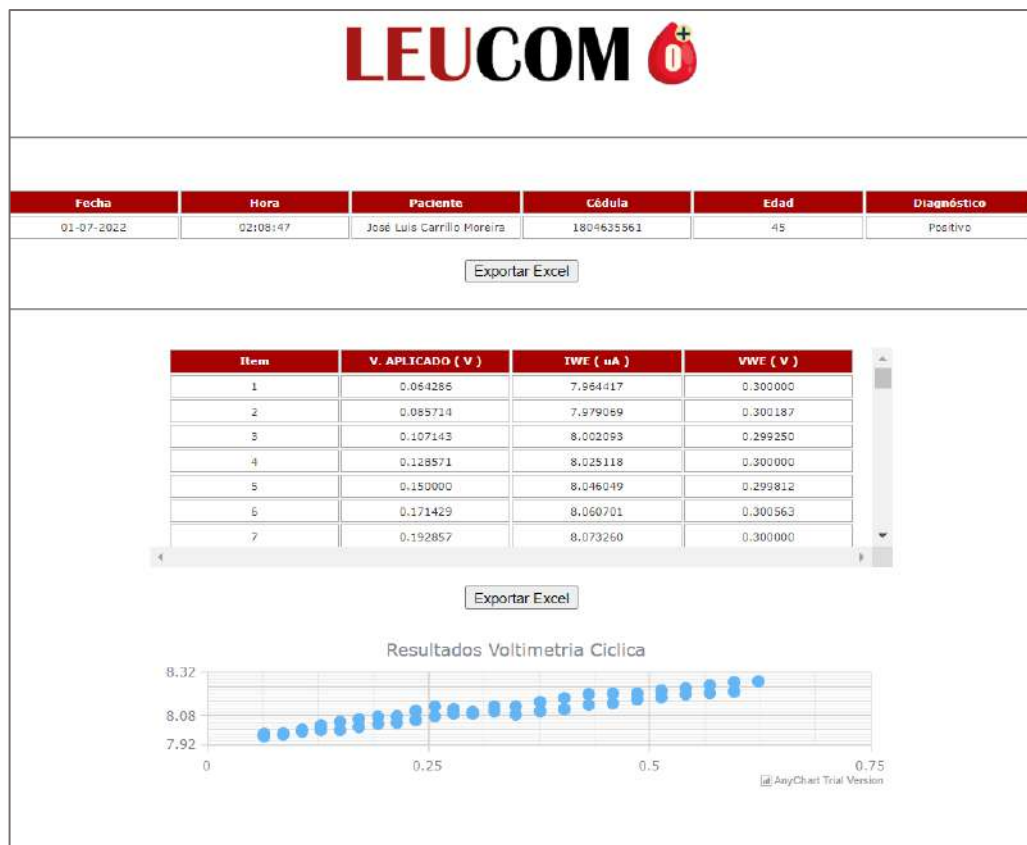 LEUCOM O+
Fecha Hora Paciente Cédula Edad Diagnóstico
01-07-2022 02:08:47 José Luis Carrillo Moreira 1804635561 45 Positivo
Exportar Excel
Item V. APLICADO ( V ) IWE ( uA ) VWE ( V )
1 0.064286 7.964417 0.300000
2 0.085714 7.979069 0.300187
3 0.107143 8.002093 0.299250
4 0.128571 8.025118 0.300000
5 0.150000 8.046049 0.299812
6 0.171429 8.060701 0.300563
7 0.192857 8.073260 0.300000
Exportar Excel
Resultados Voltimetria Ciclica
8.32
8.08
7.92
0 0.25 0.5 0.75
AnyChart Trial Version